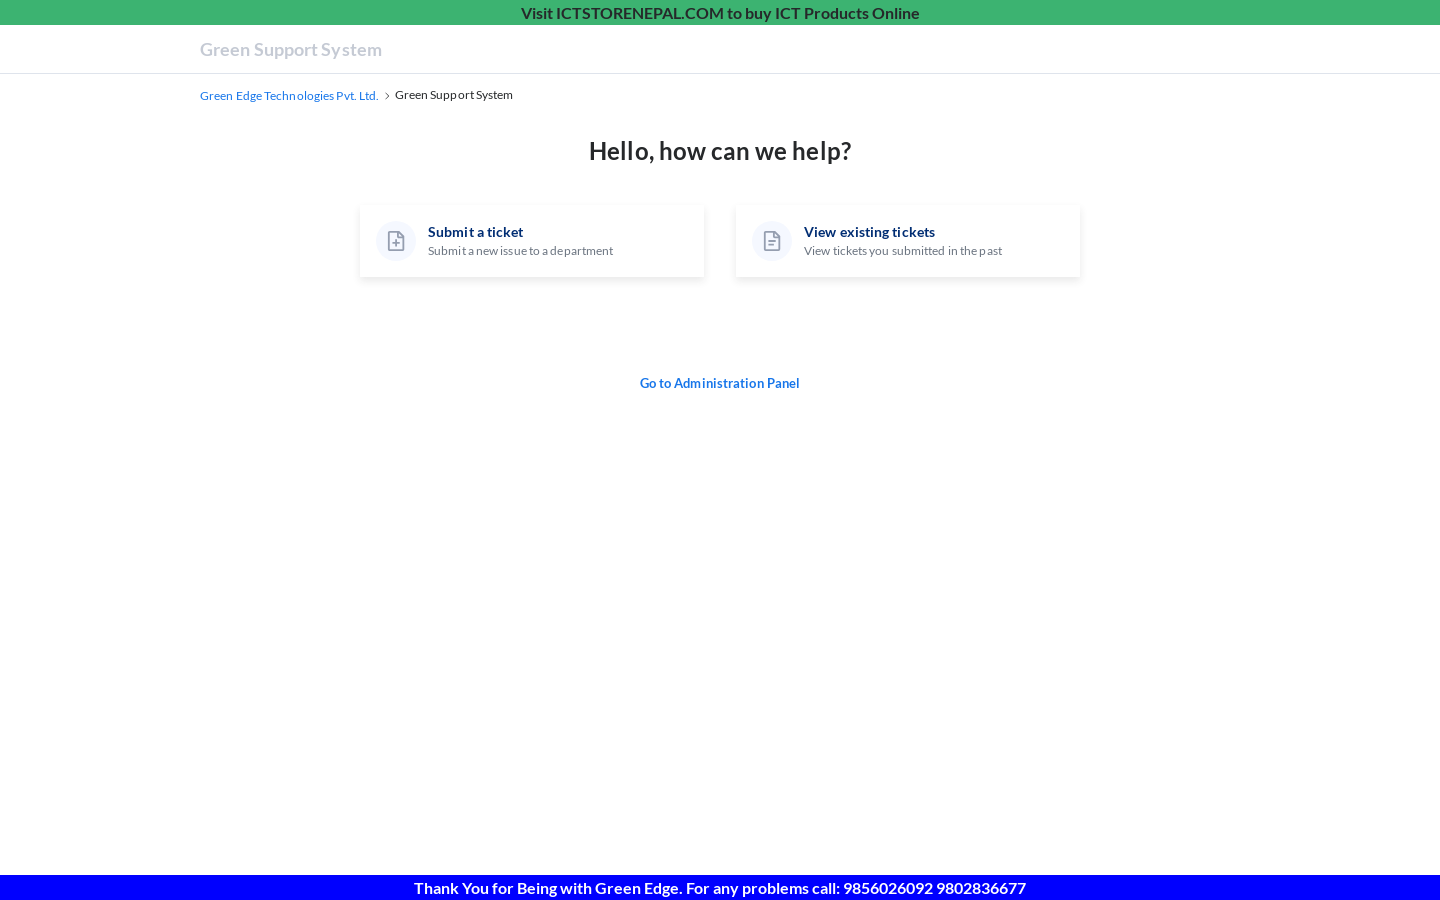 Visit ICTSTORENEPAL.COM to buy ICT Products Online
Green Support System
Green Edge Technologies Pvt. Ltd. > Green Support System
Hello, how can we help?
Submit a ticket
Submit a new issue to a department
View existing tickets
View tickets you submitted in the past
Go to Administration Panel
Thank You for Being with Green Edge. For any problems call: 9856026092 9802836677